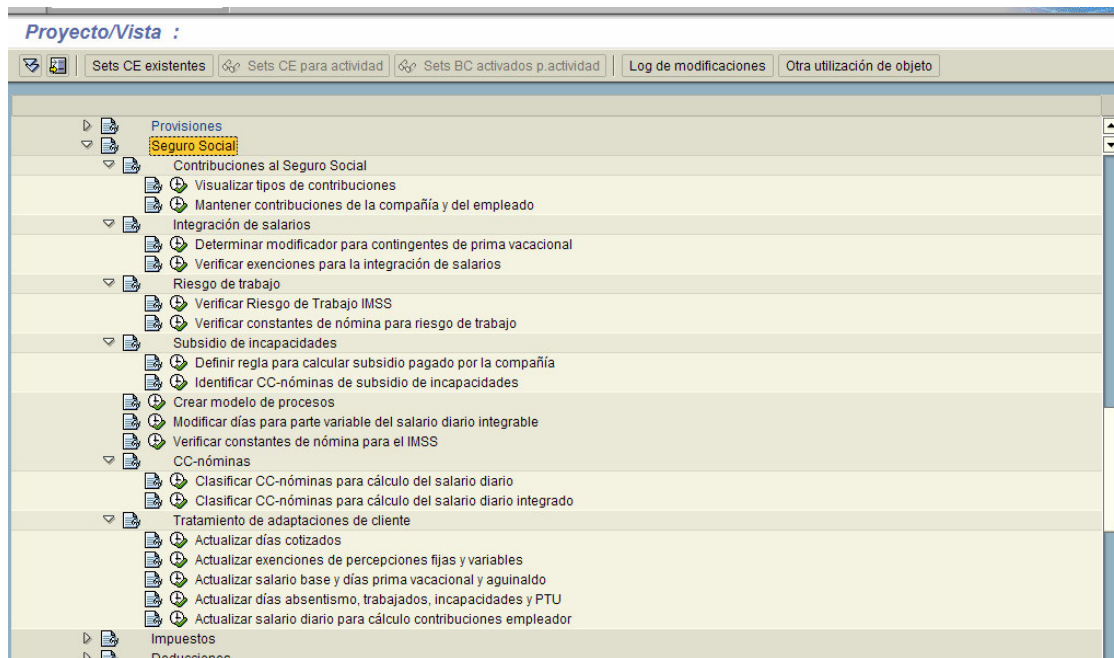 Proyecto/Vista :
Sets CE existentes Sets CE para actividad Sets BC activados p.actividad Log de modificaciones Otra utilización de objeto
Provisiones
Seguro Social
Contribuciones al Seguro Social
Visualizar tipos de contribuciones
Mantener contribuciones de la compañía y del empleado
Integración de salarios
Determinar modificador para contingentes de prima vacacional
Verificar exenciones para la integración de salarios
Riesgo de trabajo
Verificar Riesgo de Trabajo IMSS
Verificar constantes de nómina para riesgo de trabajo
Subsidio de incapacidades
Definir regla para calcular subsidio pagado por la compañía
Identificar CC-nóminas de subsidio de incapacidades
Crear modelo de procesos
Modificar días para parte variable del salario diario integrable
Verificar constantes de nómina para el IMSS
CC-nóminas
Clasificar CC-nóminas para cálculo del salario diario
Clasificar CC-nóminas para cálculo del salario diario integrado
Tratamiento de adaptaciones de cliente
Actualizar días cotizados
Actualizar exenciones de percepciones fijas y variables
Actualizar salario base y días prima vacacional y aguinaldo
Actualizar días absentismo, trabajados, incapacidades y PTU
Actualizar salario diario para cálculo contribuciones empleador
Impuestos
Deducciones